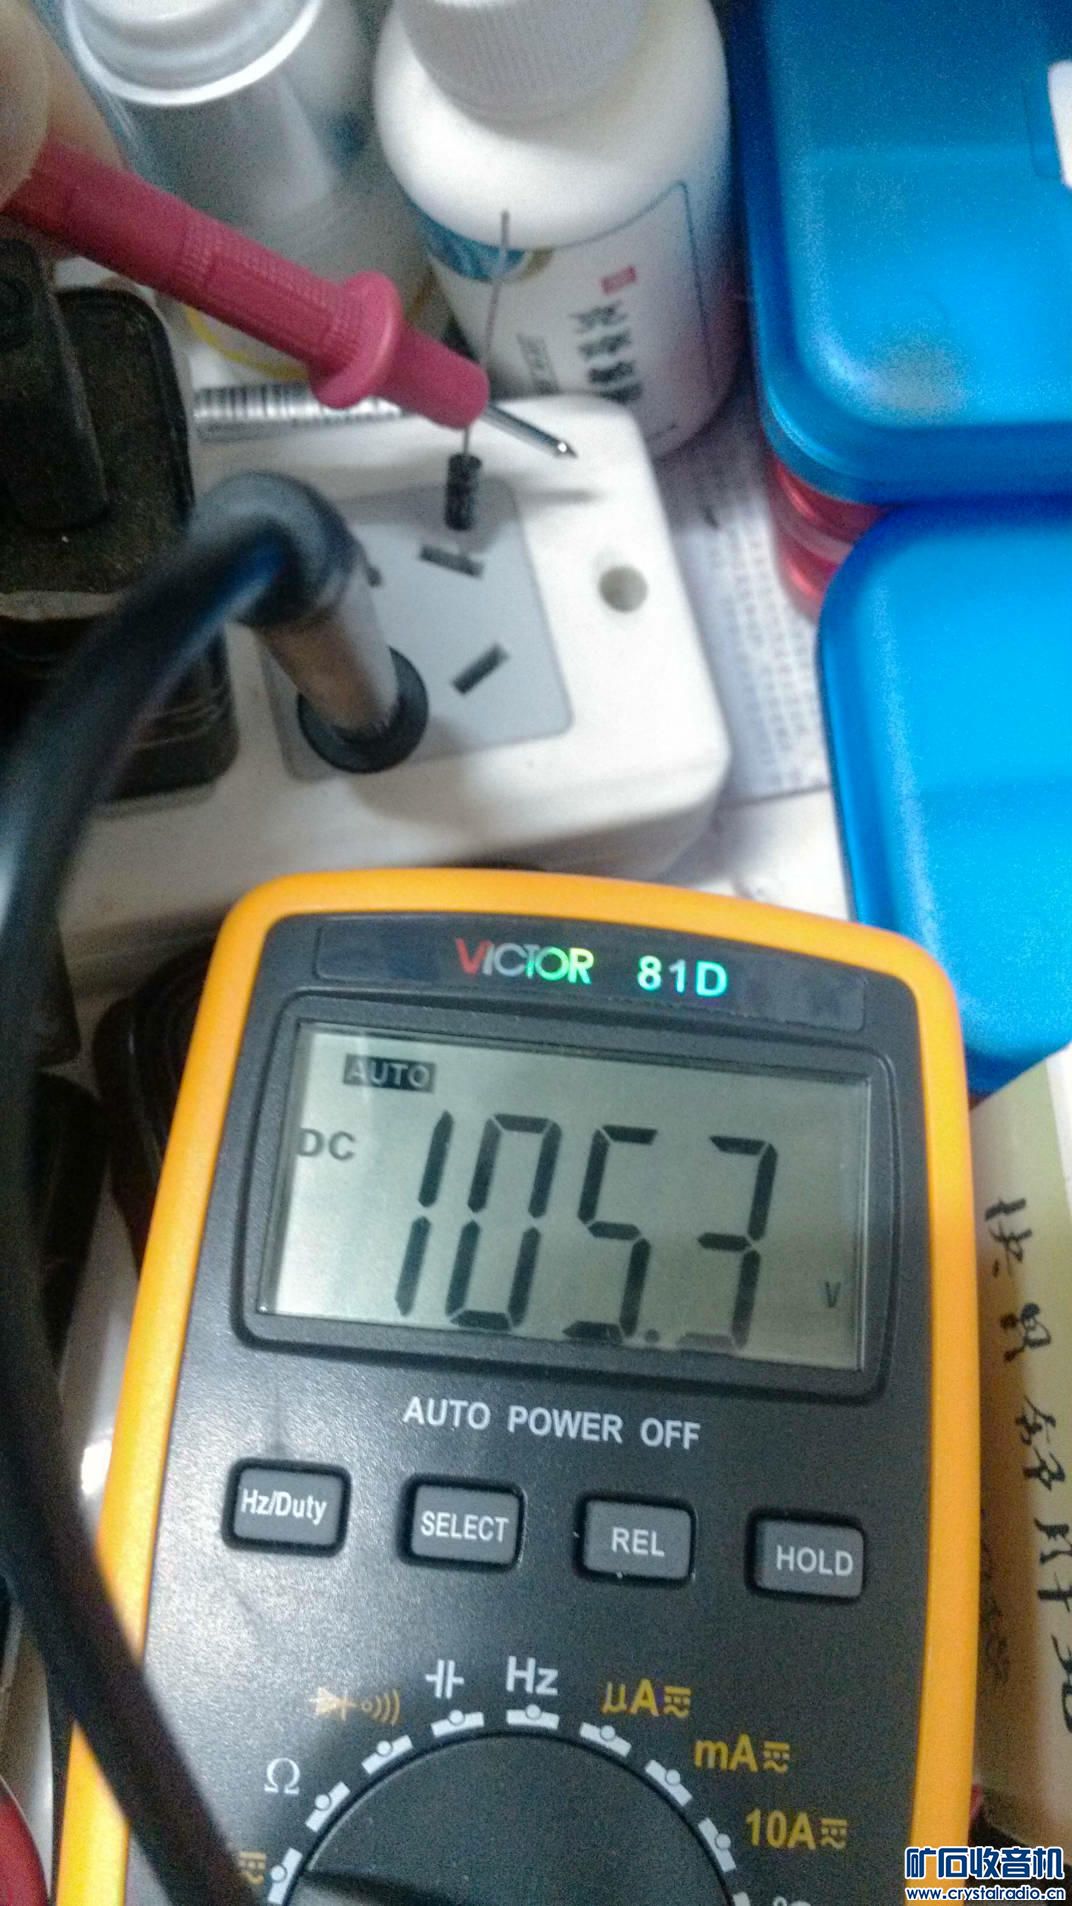 VICTOR 81D
AUTO
DC 105.3 V
AUTO POWER OFF
Hz/Duty SELECT REL HOLD
Hz
μA
mA
Ω
10A
矿石收音机
www.crystalradio.cn